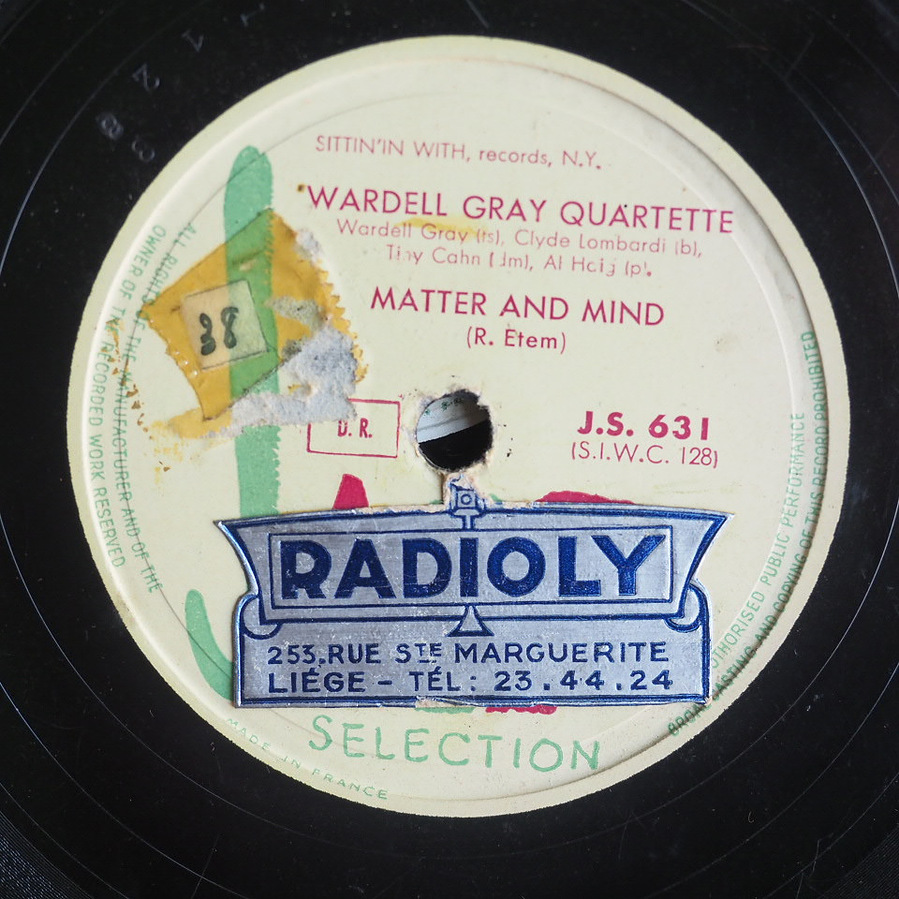 SITTIN'IN WITH, records, N.Y.
WARDELL GRAY QUARTETTE
Wardell Gray (ts), Clyde Lombardi (b),
Tiny Cahn (dm), Al Haig (p).
MATTER AND MIND
(R. Etem)
38
D. R.
J.S. 631
(S.I.W.C. 128)
ALL RIGHTS OF THE MANUFACTURER AND OF THE
OWNER OF THE RECORDED WORK RESERVED
UNAUTHORISED PUBLIC PERFORMANCE
BROADCASTING AND COPYING OF THIS RECORD PROHIBITED
RADIOLY
253.RUE STE MARGUERITE
LIÉGE - TÉL: 23.44.24
SELECTION
MADE IN FRANCE